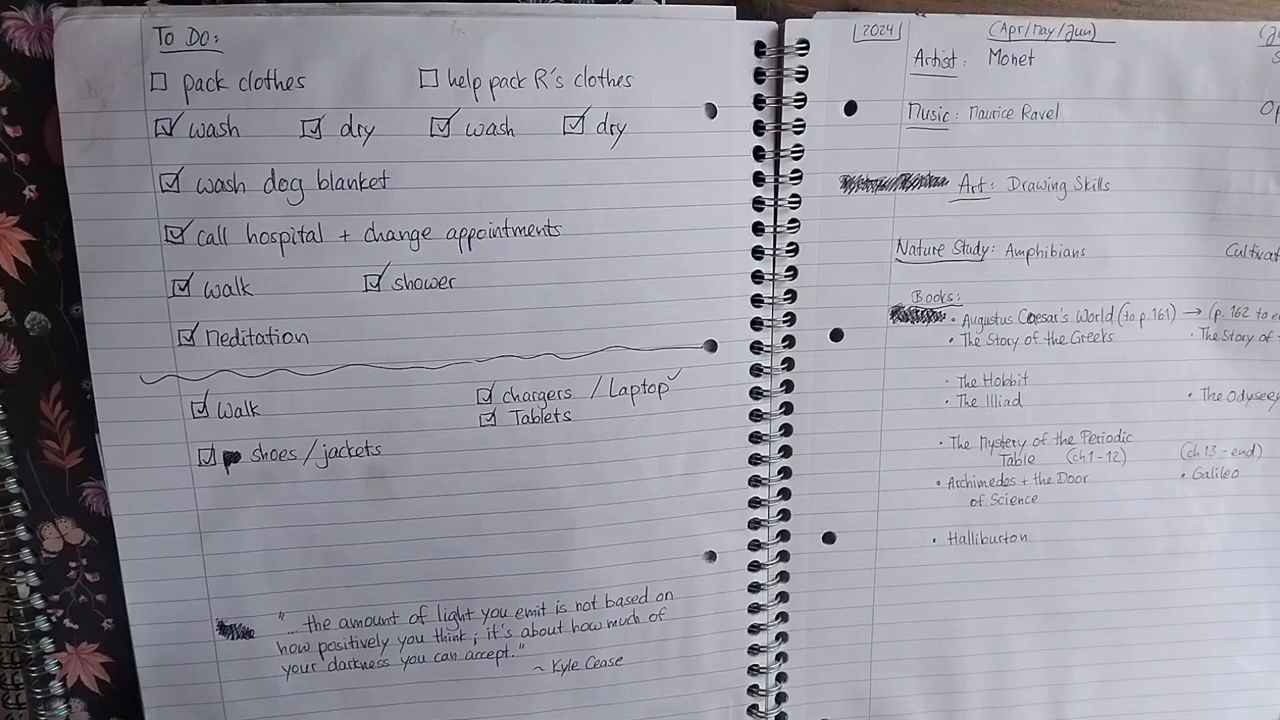 To Do:
☐ pack clothes ☐ help pack R's clothes
☑ wash ☑ dry ☑ wash ☑ dry
☑ wash dog blanket
☑ call hospital + change appointments
☑ walk ☑ shower
☑ Meditation
☑ Walk ☑ chargers / Laptop ✓
☑ Tablets
☑ shoes/jackets
"... the amount of light you emit is not based on
how positively you think; it's about how much of
your darkness you can accept."
~ Kyle Cease
2024 (Apr/May/Jun)
Artist: Monet
Music: Maurice Ravel
Art: Drawing Skills
Nature Study: Amphibians
Books:
• Augustus Caesar's World (to p.161) → (p. 162 to
• The Story of the Greeks • The Story of
• The Hobbit
• The Illiad • The Odyssey
• The Mystery of the Periodic
Table (ch 1-12) (ch 13 - end)
• Archimedes + the Door • Galileo
of Science
• Halliburton